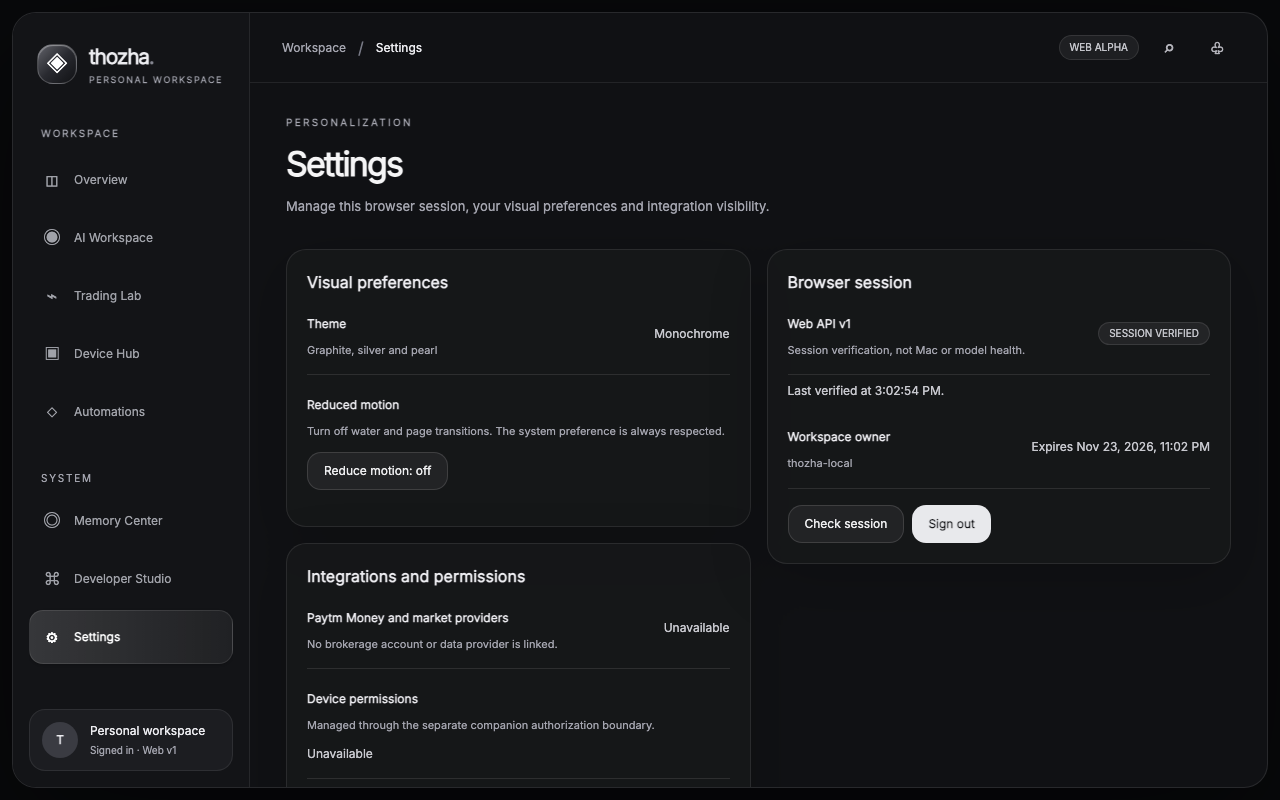 thozha.
PERSONAL WORKSPACE
WORKSPACE
Overview
AI Workspace
Trading Lab
Device Hub
Automations
SYSTEM
Memory Center
Developer Studio
Settings
T
Personal workspace
Signed in · Web v1
Workspace / Settings
WEB ALPHA
PERSONALIZATION
Settings
Manage this browser session, your visual preferences and integration visibility.
Visual preferences
Theme
Graphite, silver and pearl
Monochrome
Reduced motion
Turn off water and page transitions. The system preference is always respected.
Reduce motion: off
Integrations and permissions
Paytm Money and market providers
No brokerage account or data provider is linked.
Unavailable
Device permissions
Managed through the separate companion authorization boundary.
Unavailable
Browser session
Web API v1
Session verification, not Mac or model health.
SESSION VERIFIED
Last verified at 3:02:54 PM.
Workspace owner
thozha-local
Expires Nov 23, 2026, 11:02 PM
Check session
Sign out